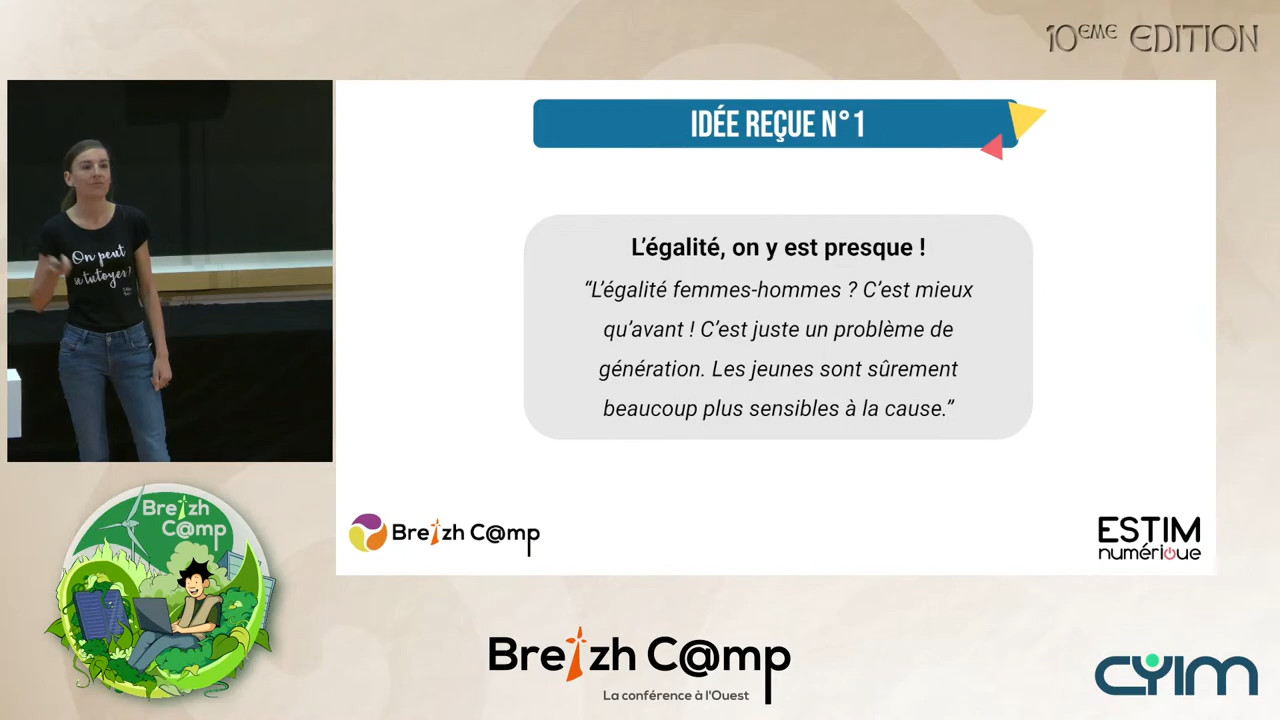 10EME EDITION
IDÉE REÇUE N°1
L'égalité, on y est presque !
“L'égalité femmes-hommes ? C'est mieux
qu'avant ! C'est juste un problème de
génération. Les jeunes sont sûrement
beaucoup plus sensibles à la cause.”
On peut
se tutoyer !
Breizh C@mp
Breizh C@mp
ESTIM
numérique
Breizh C@mp
La conférence à l'Ouest
CYIM